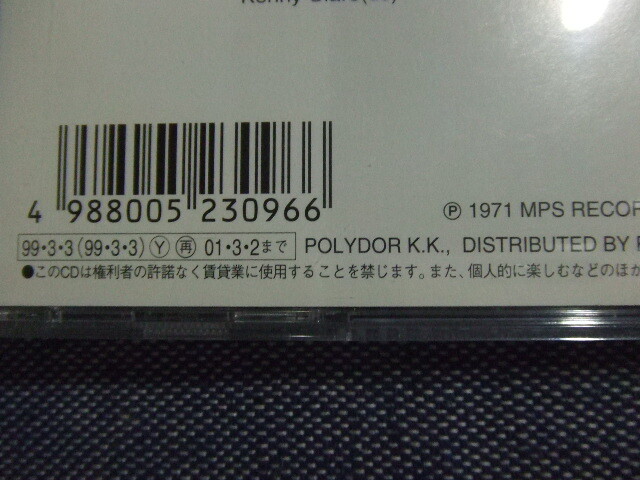 4 988005 230966
℗ 1971 MPS RECOR
99・3・3 (99・3・3) Ⓨ ㊢ 01・3・2まで POLYDOR K.K., DISTRIBUTED BY
●このCDは権利者の許諾なく賃貸業に使用することを禁じます。また、個人的に楽しむなどのほか